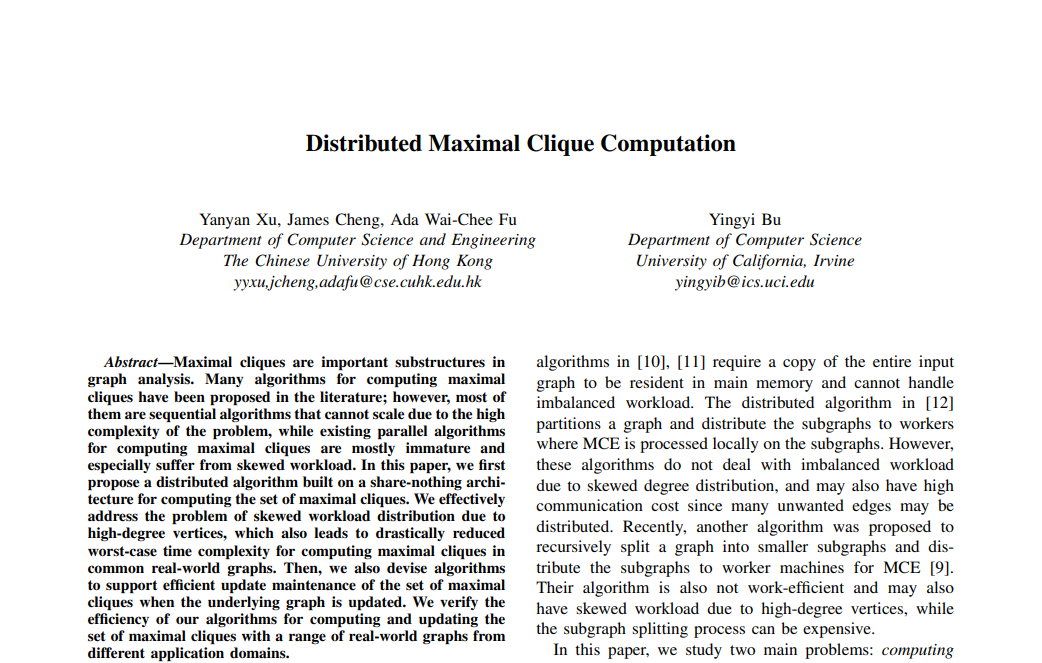 Distributed Maximal Clique Computation
Yanyan Xu, James Cheng, Ada Wai-Chee Fu
Department of Computer Science and Engineering
The Chinese University of Hong Kong
yyxu,jcheng,adafu@cse.cuhk.edu.hk
Yingyi Bu
Department of Computer Science
University of California, Irvine
yingyib@ics.uci.edu
Abstract—Maximal cliques are important substructures in
graph analysis. Many algorithms for computing maximal
cliques have been proposed in the literature; however, most of
them are sequential algorithms that cannot scale due to the high
complexity of the problem, while existing parallel algorithms
for computing maximal cliques are mostly immature and
especially suffer from skewed workload. In this paper, we first
propose a distributed algorithm built on a share-nothing archi-
tecture for computing the set of maximal cliques. We effectively
address the problem of skewed workload distribution due to
high-degree vertices, which also leads to drastically reduced
worst-case time complexity for computing maximal cliques in
common real-world graphs. Then, we also devise algorithms
to support efficient update maintenance of the set of maximal
cliques when the underlying graph is updated. We verify the
efficiency of our algorithms for computing and updating the
set of maximal cliques with a range of real-world graphs from
different application domains.
algorithms in [10], [11] require a copy of the entire input
graph to be resident in main memory and cannot handle
imbalanced workload. The distributed algorithm in [12]
partitions a graph and distribute the subgraphs to workers
where MCE is processed locally on the subgraphs. However,
these algorithms do not deal with imbalanced workload
due to skewed degree distribution, and may also have high
communication cost since many unwanted edges may be
distributed. Recently, another algorithm was proposed to
recursively split a graph into smaller subgraphs and dis-
tribute the subgraphs to worker machines for MCE [9].
Their algorithm is also not work-efficient and may also
have skewed workload due to high-degree vertices, while
the subgraph splitting process can be expensive.
In this paper, we study two main problems: computing